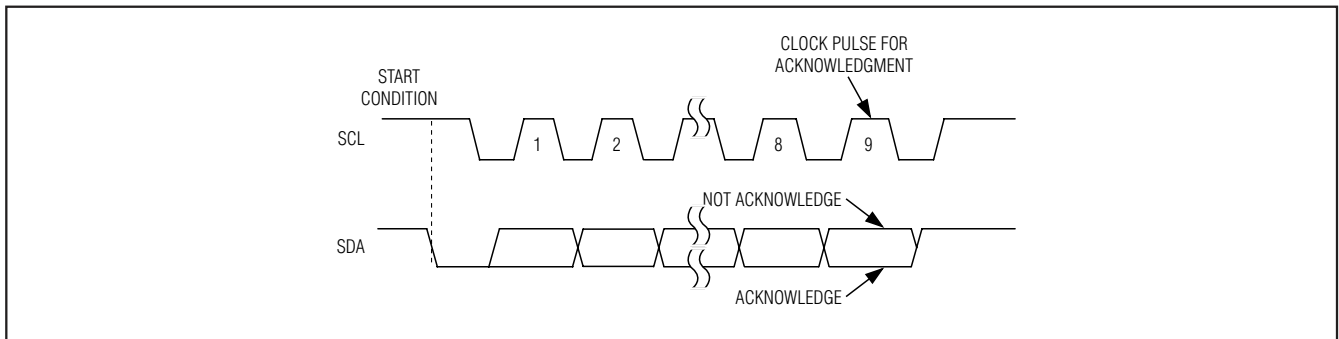 CLOCK PULSE FOR
ACKNOWLEDGMENT
START
CONDITION
SCL
1
2
8
9
NOT ACKNOWLEDGE
SDA
ACKNOWLEDGE